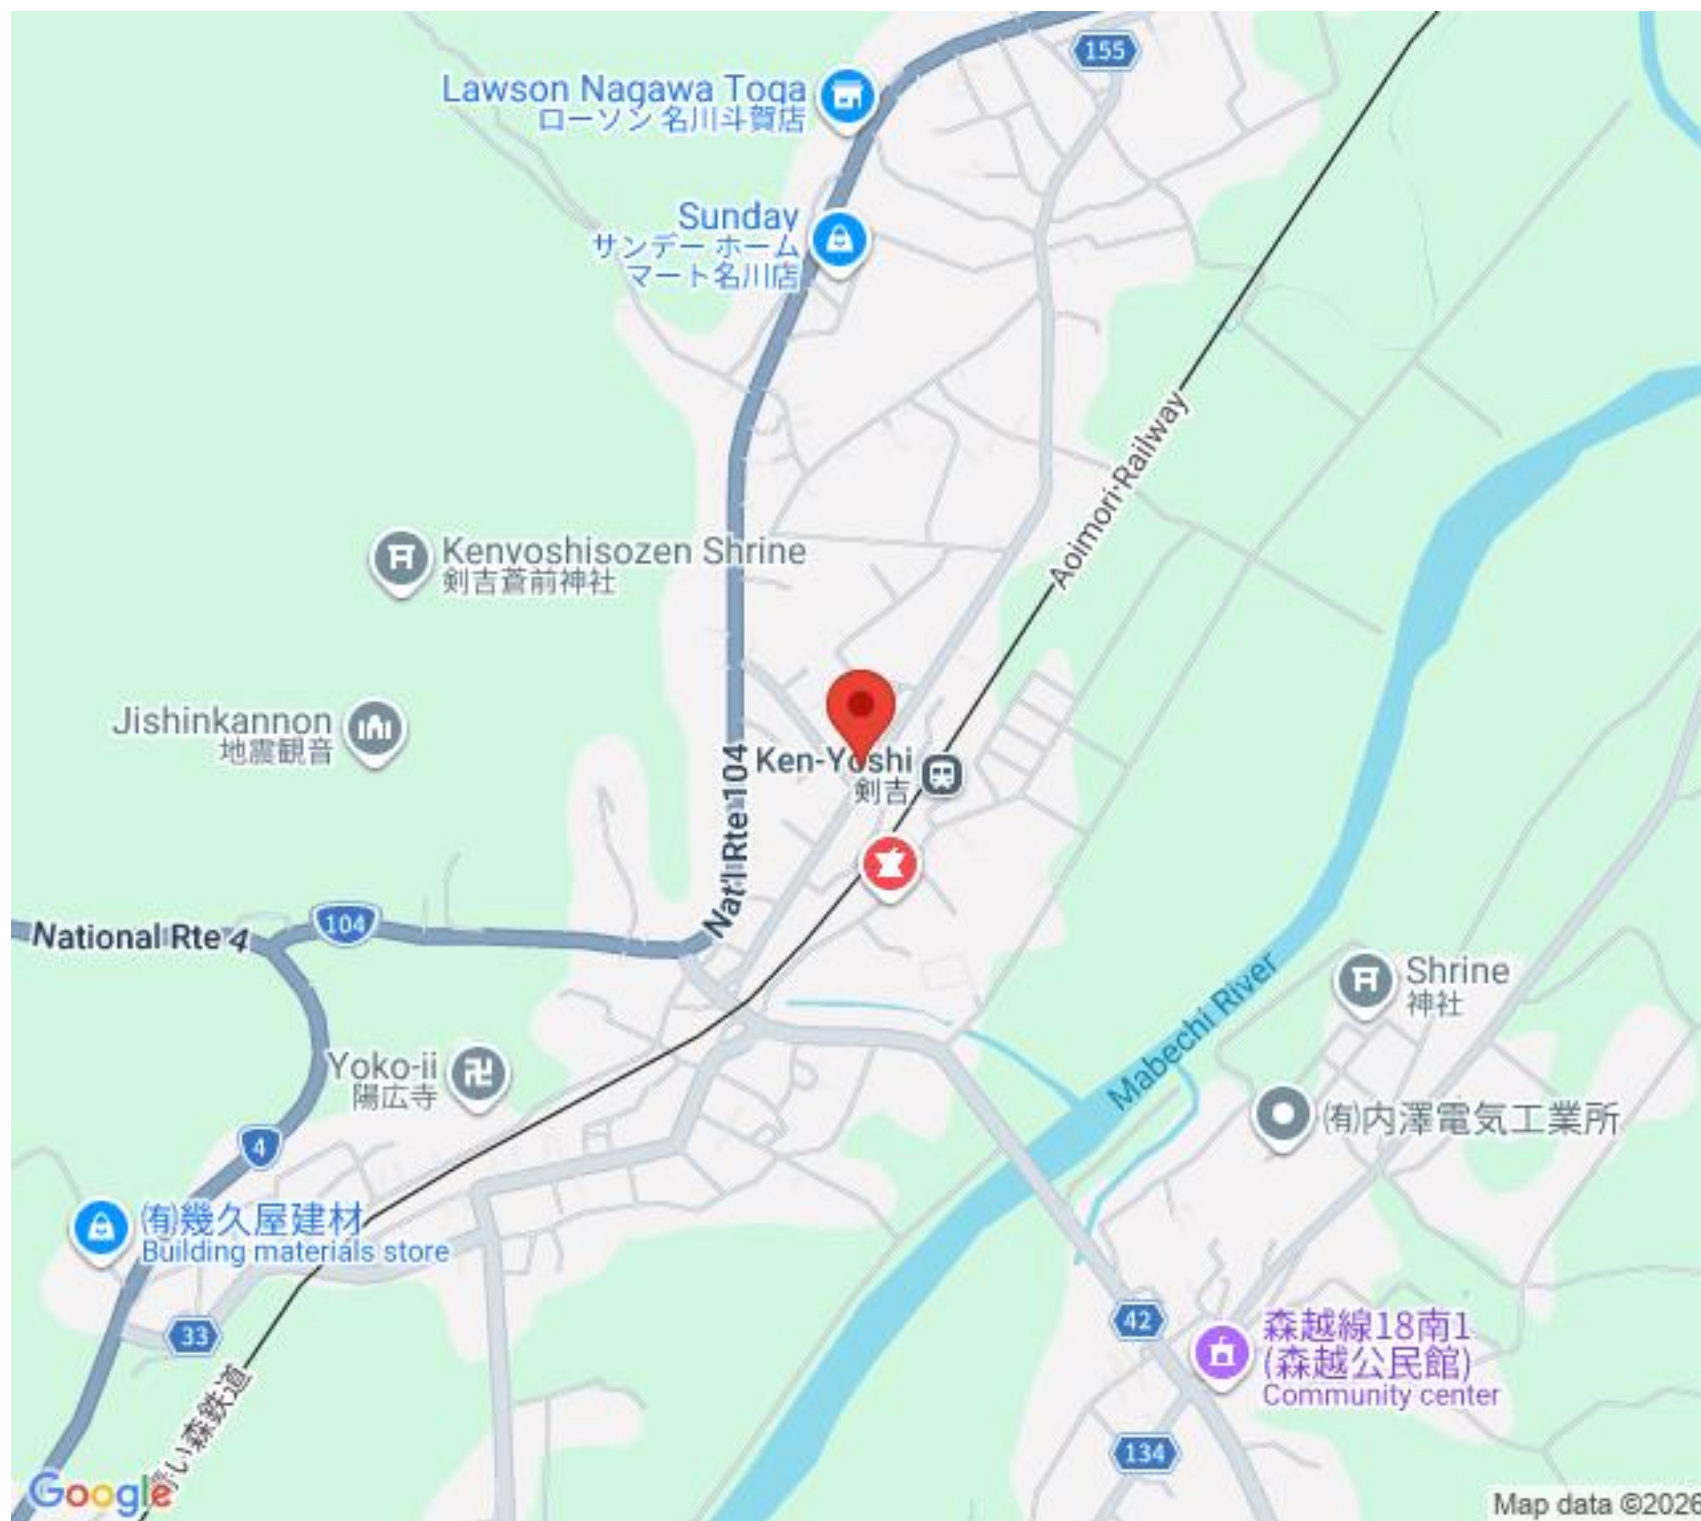 155
Lawson Nagawa Toga
ローソン 名川斗賀店
Sunday
サンデー ホーム
マート名川店
Aoimori Railway
Kenyoshisozen Shrine
剣吉蒼前神社
Jishinkannon
地震観音
Ken-Yoshi
剣吉
Nat'l Rte 104
104
National Rte 4
Shrine
神社
Mabechi River
Yoko-ii
陽広寺
(有)内澤電気工業所
4
(有)幾久屋建材
Building materials store
33
42
森越線18南1
(森越公民館)
Community center
い森鉄道
134
Google
Map data ©2026